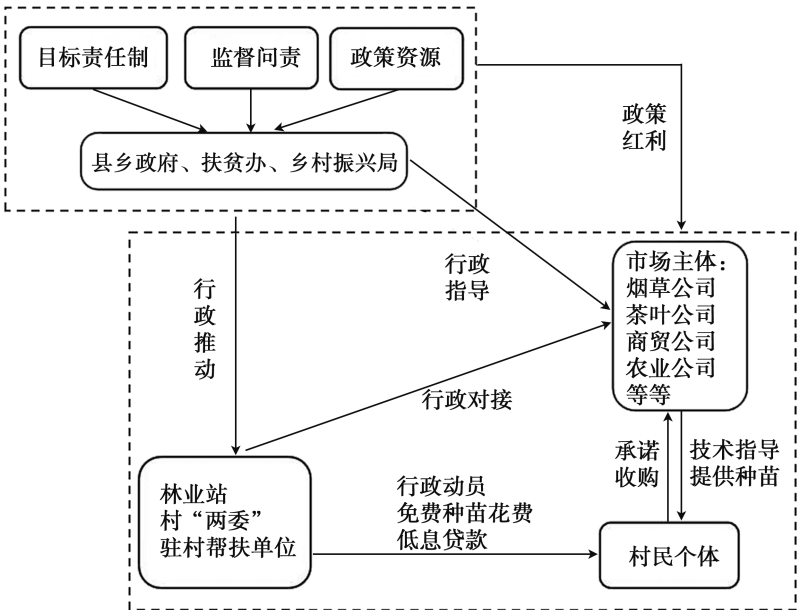 目标责任制
监督问责
政策资源
县乡政府、扶贫办、乡村振兴局
政策
红利
行政
指导
行
政
推
动
市场主体：
烟草公司
茶叶公司
商贸公司
农业公司
等等
行政对接
承诺
收购
技术指导
提供种苗
林业站
村“两委”
驻村帮扶单位
行政动员
免费种苗花费
低息贷款
村民个体